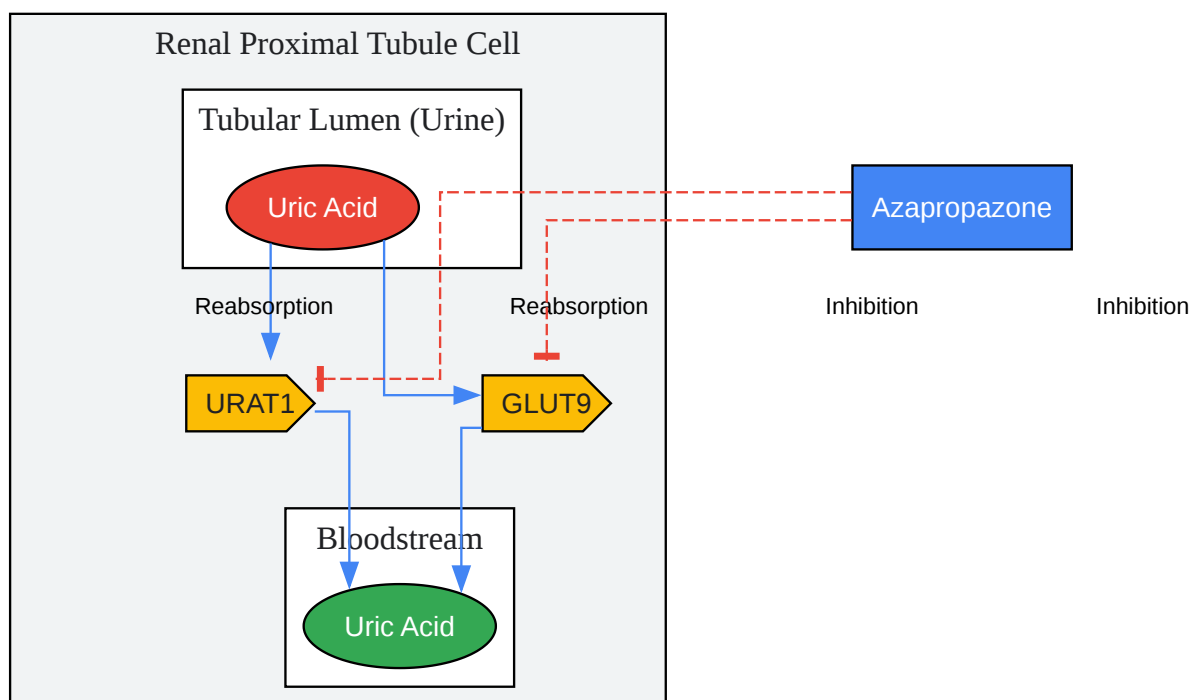 Renal Proximal Tubule Cell
Tubular Lumen (Urine)
Uric Acid
Azapropazone
Reabsorption
Reabsorption
Inhibition
Inhibition
URAT1
GLUT9
Bloodstream
Uric Acid